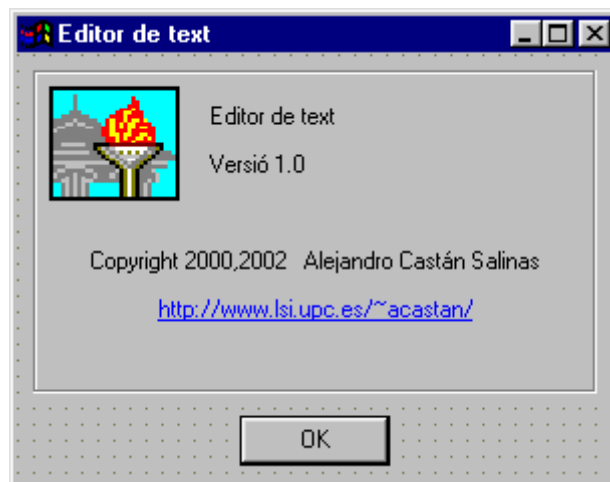 Editor de text
Editor de text
Versió 1.0
Copyright 2000,2002 Alejandro Castán Salinas
http://www.lsi.upc.es/~acastan/
OK